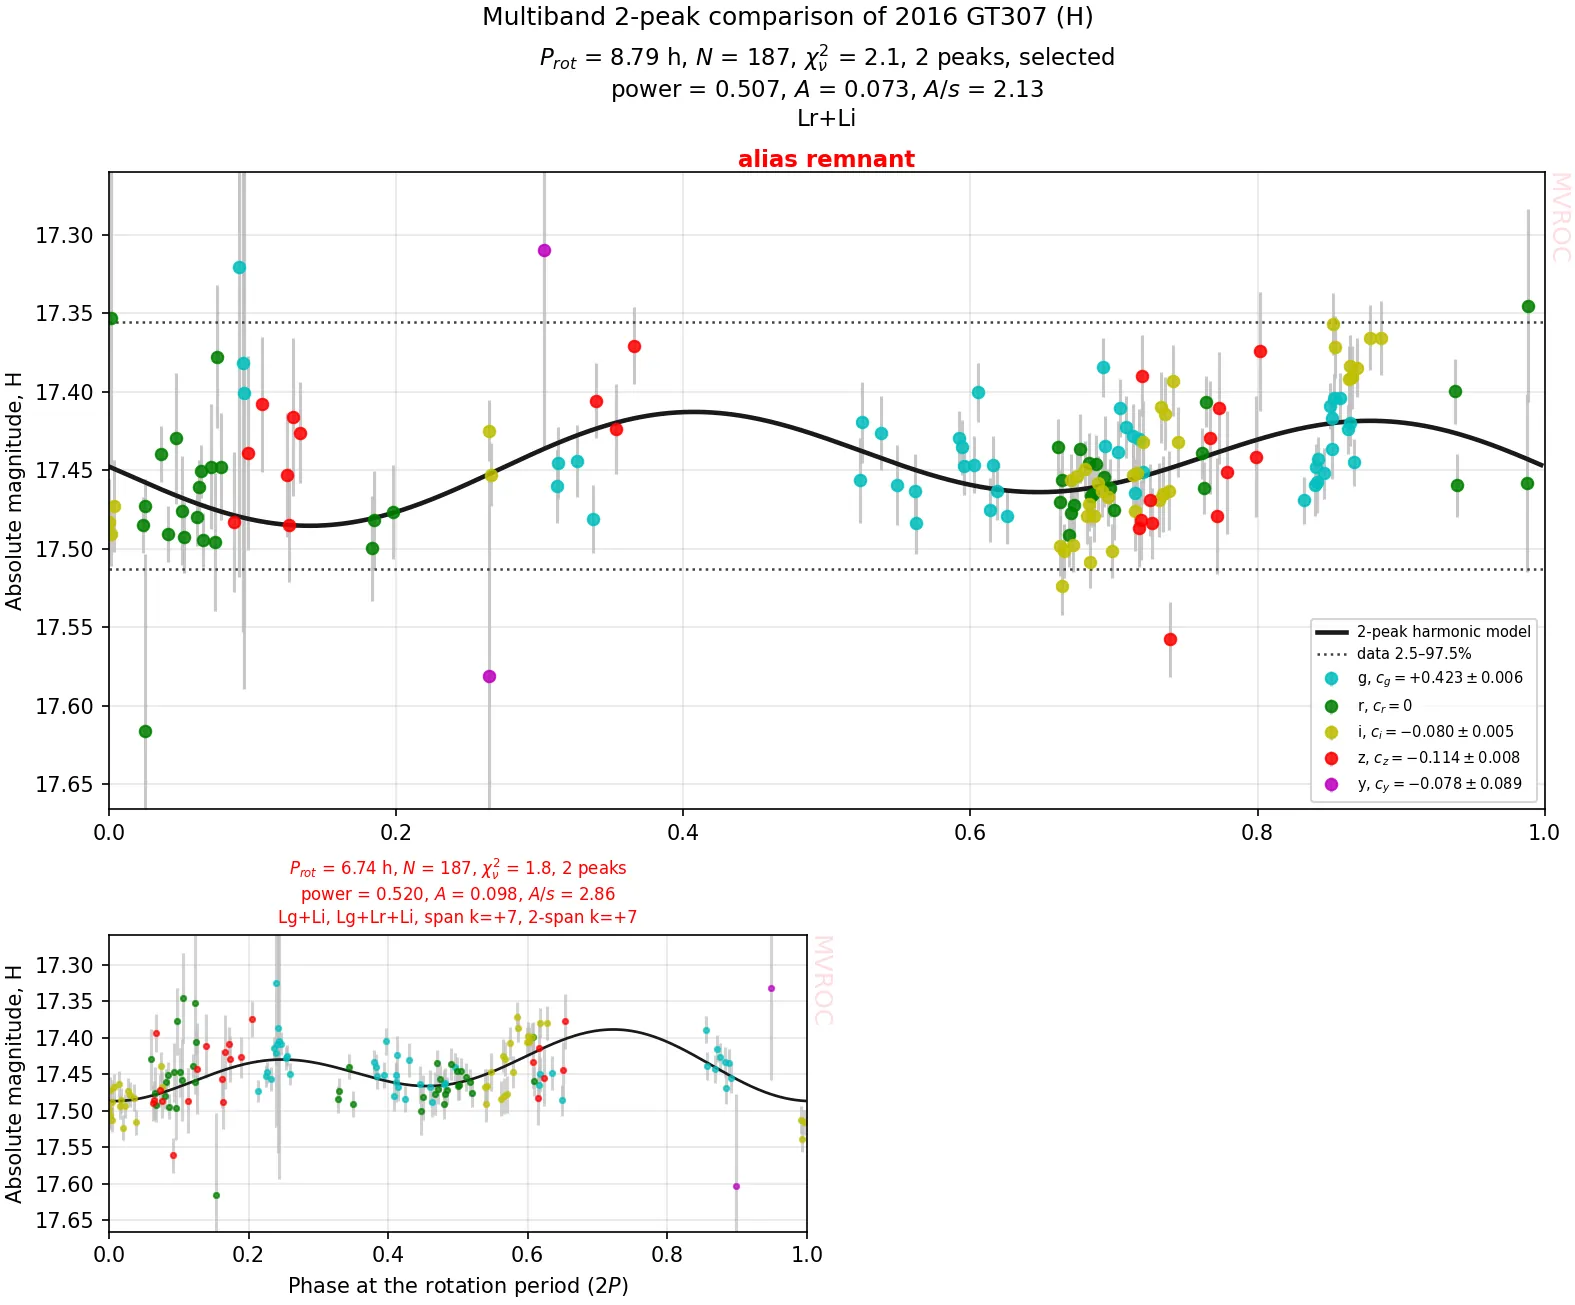 Multiband 2-peak comparison of 2016 GT307 (H)
P_rot = 8.79 h, N = 187, χ²_ν = 2.1, 2 peaks, selected
power = 0.507, A = 0.073, A/s = 2.13
Lr+Li
alias remnant
MVROC
Absolute magnitude, H
17.30
17.35
17.40
17.45
17.50
17.55
17.60
17.65
2-peak harmonic model
data 2.5–97.5%
g, c_g = +0.423 ± 0.006
r, c_r = 0
i, c_i = −0.080 ± 0.005
z, c_z = −0.114 ± 0.008
y, c_y = −0.078 ± 0.089
0.0 0.2 0.4 0.6 0.8 1.0
P_rot = 6.74 h, N = 187, χ²_ν = 1.8, 2 peaks
power = 0.520, A = 0.098, A/s = 2.86
Lg+Li, Lg+Lr+Li, span k=+7, 2-span k=+7
MVROC
Absolute magnitude, H
17.30
17.35
17.40
17.45
17.50
17.55
17.60
17.65
0.0 0.2 0.4 0.6 0.8 1.0
Phase at the rotation period (2P)